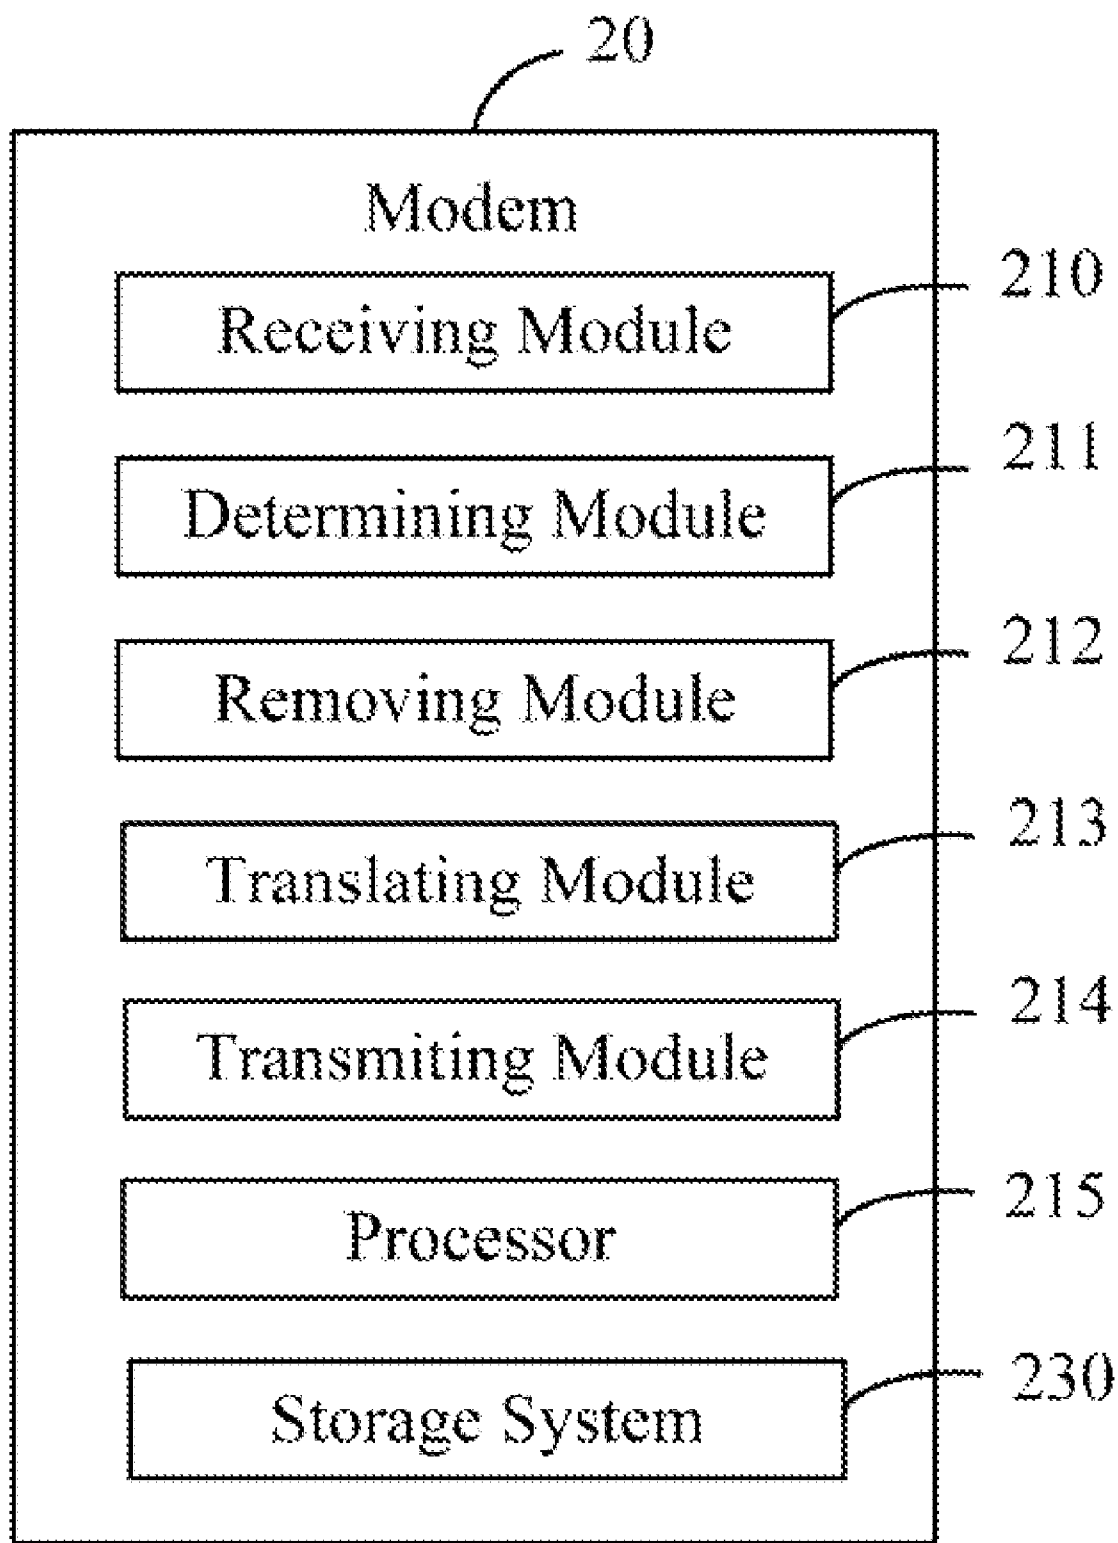 20
Modem
Receiving Module 210
Determining Module 211
Removing Module 212
Translating Module 213
Transmiting Module 214
Processor 215
Storage System 230